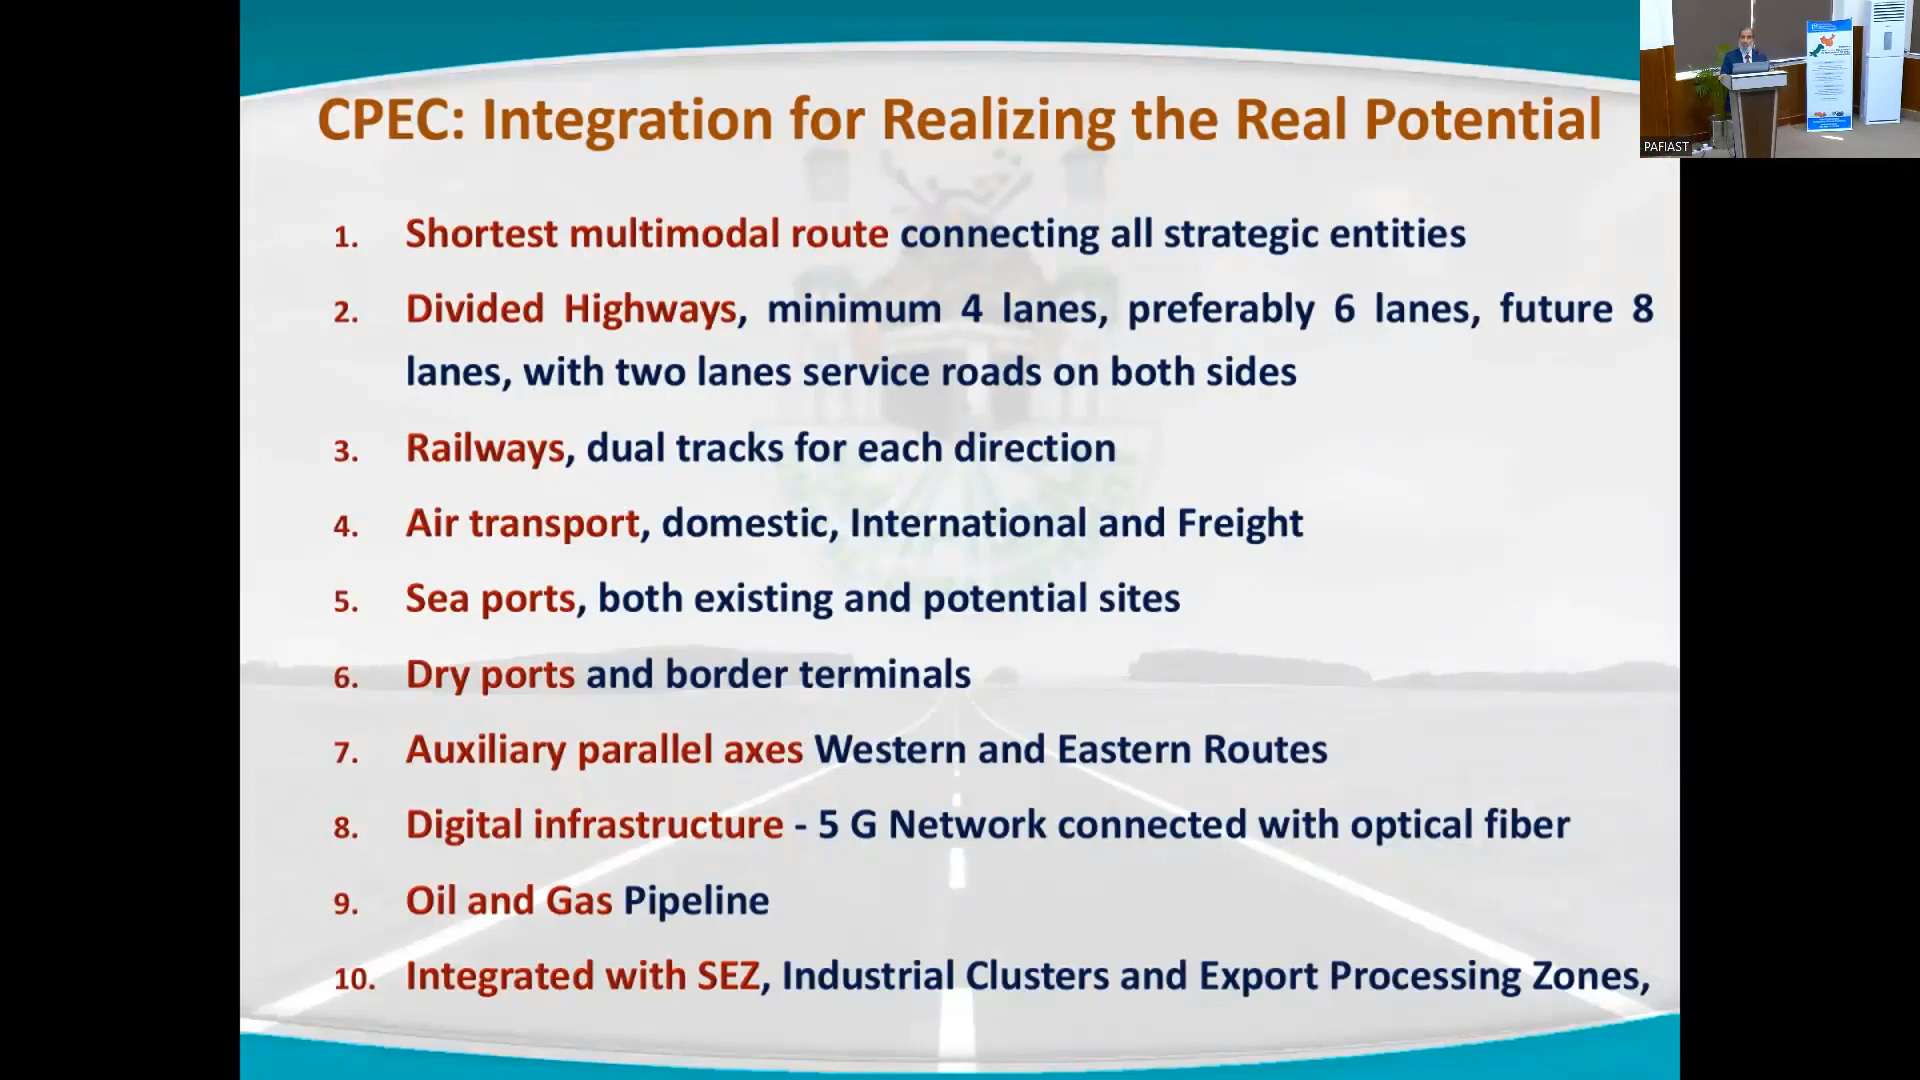 CPEC: Integration for Realizing the Real Potential
PAFIAST
1. Shortest multimodal route connecting all strategic entities
2. Divided Highways, minimum 4 lanes, preferably 6 lanes, future 8
lanes, with two lanes service roads on both sides
3. Railways, dual tracks for each direction
4. Air transport, domestic, International and Freight
5. Sea ports, both existing and potential sites
6. Dry ports and border terminals
7. Auxiliary parallel axes Western and Eastern Routes
8. Digital infrastructure - 5 G Network connected with optical fiber
9. Oil and Gas Pipeline
10. Integrated with SEZ, Industrial Clusters and Export Processing Zones,